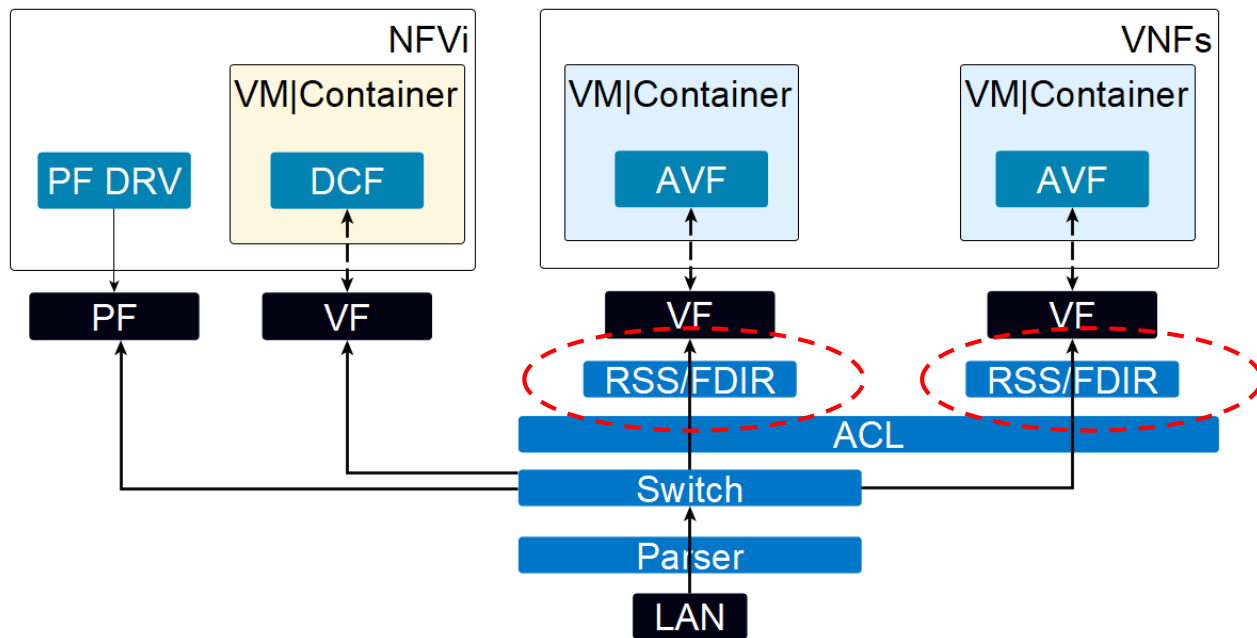 NFVi
VNFs
VM|Container
VM|Container
VM|Container
PF DRV
DCF
AVF
AVF
PF
VF
VF
VF
RSS/FDIR
RSS/FDIR
ACL
Switch
Parser
LAN